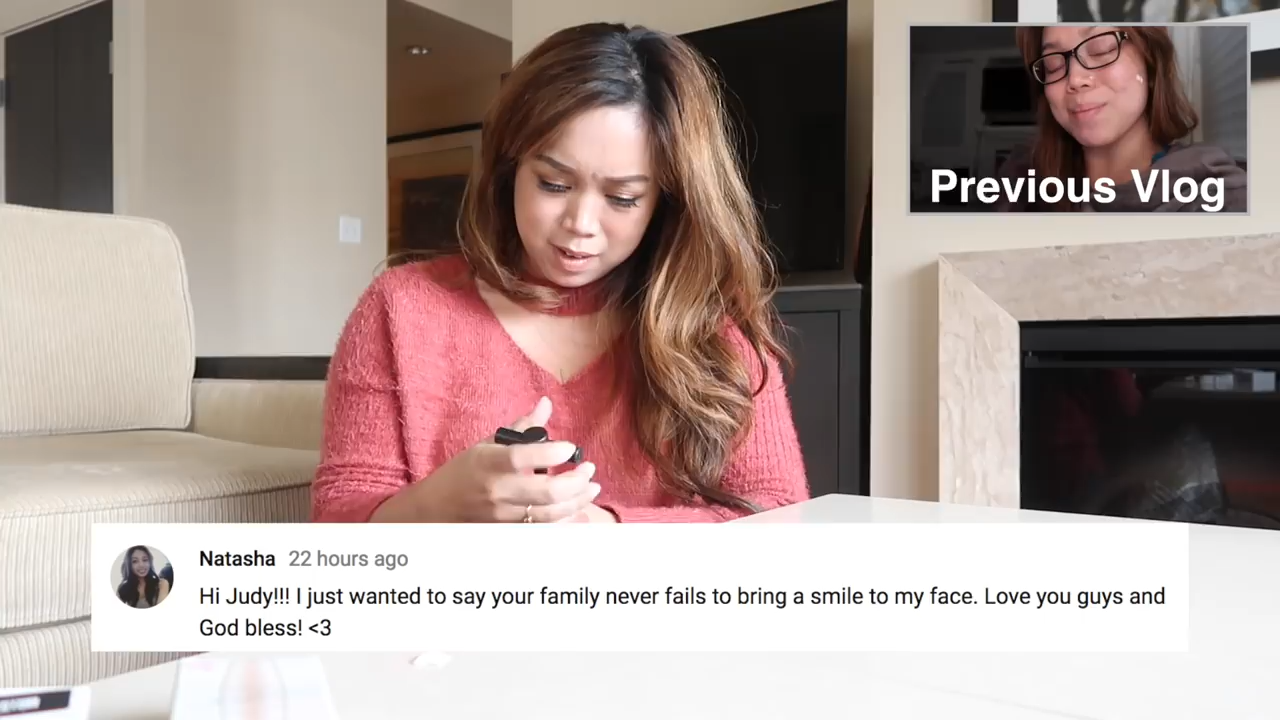 Previous Vlog
Natasha 22 hours ago
Hi Judy!!! I just wanted to say your family never fails to bring a smile to my face. Love you guys and
God bless! <3